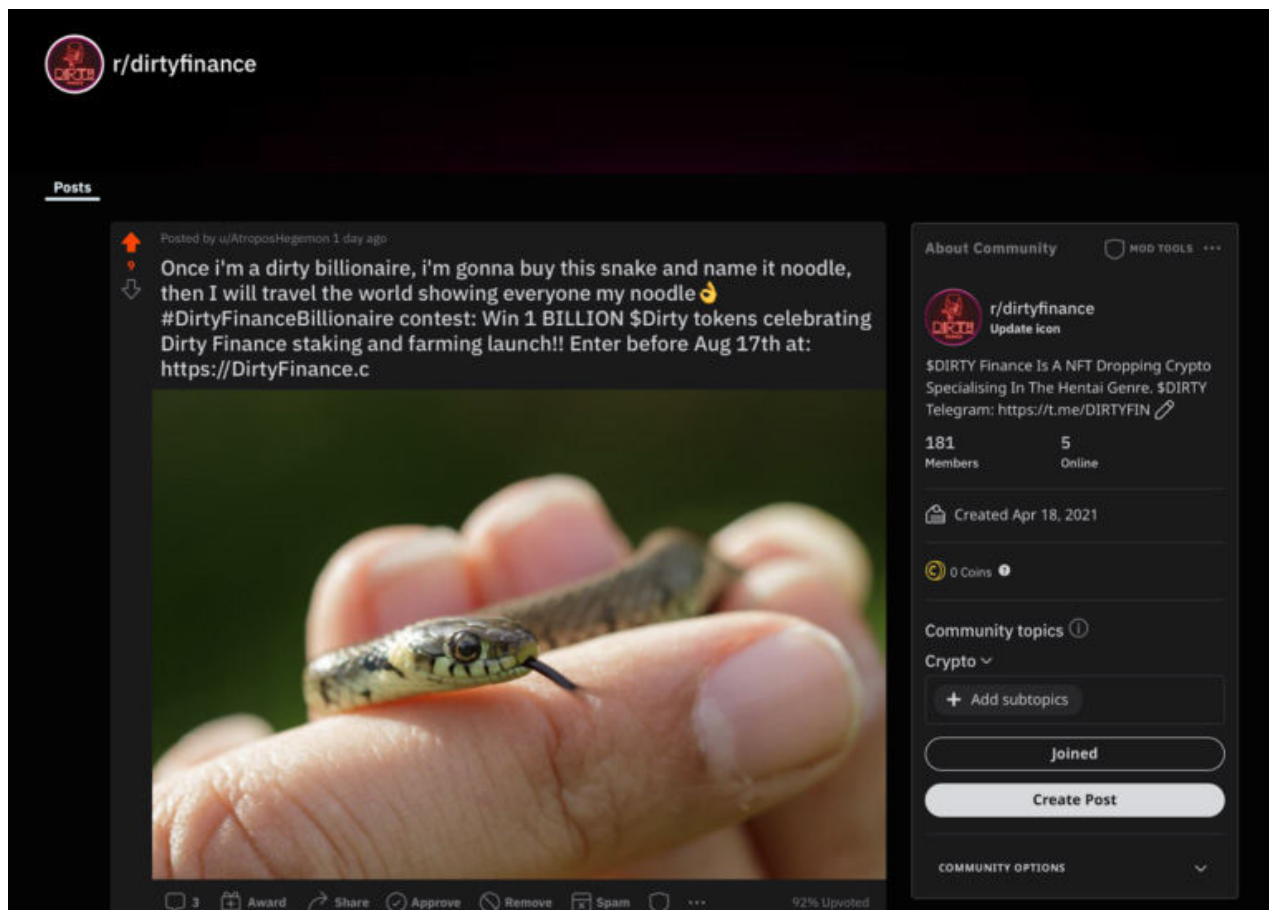 r/dirtyfinance
Posts
Posted by u/AtroposHegemon 1 day ago
9
Once i'm a dirty billionaire, i'm gonna buy this snake and name it noodle,
then I will travel the world showing everyone my noodle👌
#DirtyFinanceBillionaire contest: Win 1 BILLION $Dirty tokens celebrating
Dirty Finance staking and farming launch!! Enter before Aug 17th at:
https://DirtyFinance.c
3 Award Share Approve Remove Spam ... 92% Upvoted
About Community MOD TOOLS ...
DIRTY
r/dirtyfinance
Update icon
$DIRTY Finance Is A NFT Dropping Crypto
Specialising In The Hentai Genre. $DIRTY
Telegram: https://t.me/DIRTYFIN
181 5
Members Online
Created Apr 18, 2021
0 Coins
Community topics
Crypto
+ Add subtopics
Joined
Create Post
COMMUNITY OPTIONS